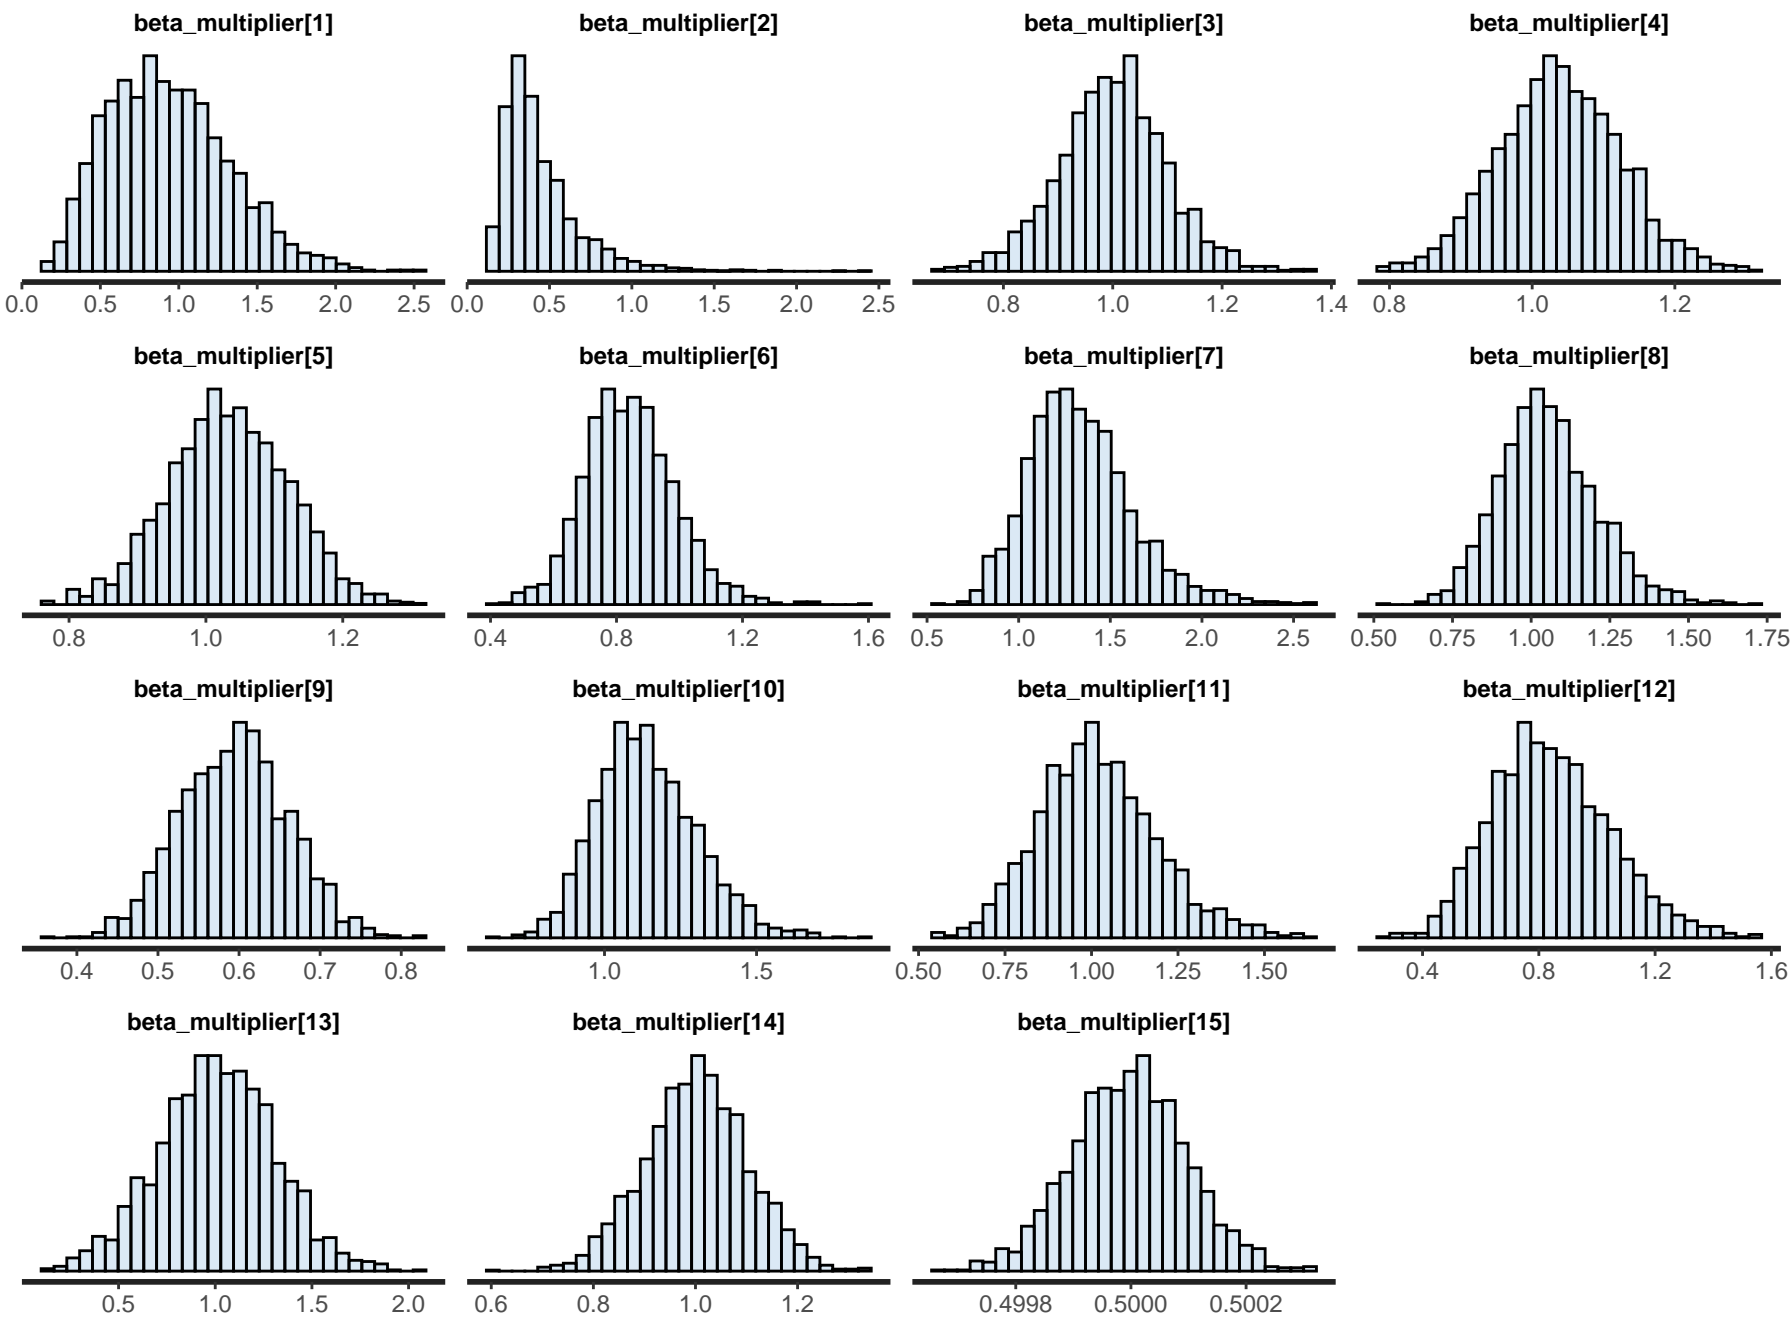 beta_multiplier[1] beta_multiplier[2] beta_multiplier[3] beta_multiplier[4]
0.0 0.5 1.0 1.5 2.0 2.5 0.0 0.5 1.0 1.5 2.0 2.5 0.8 1.0 1.2 1.4 0.8 1.0 1.2
beta_multiplier[5] beta_multiplier[6] beta_multiplier[7] beta_multiplier[8]
0.8 1.0 1.2 0.4 0.8 1.2 1.6 0.5 1.0 1.5 2.0 2.5 0.50 0.75 1.00 1.25 1.50 1.75
beta_multiplier[9] beta_multiplier[10] beta_multiplier[11] beta_multiplier[12]
0.4 0.5 0.6 0.7 0.8 1.0 1.5 0.50 0.75 1.00 1.25 1.50 0.4 0.8 1.2 1.6
beta_multiplier[13] beta_multiplier[14] beta_multiplier[15]
0.5 1.0 1.5 2.0 0.6 0.8 1.0 1.2 0.4998 0.5000 0.5002